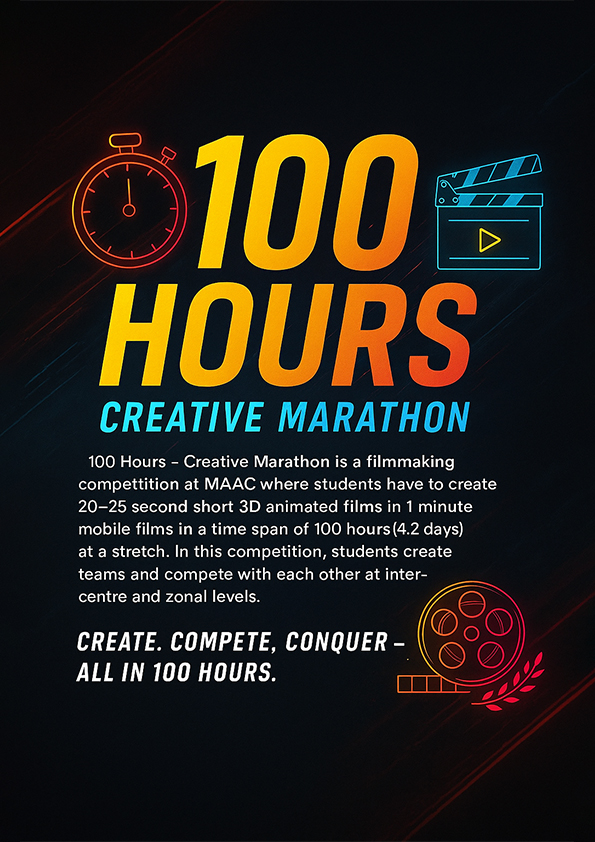 100
HOURS
CREATIVE MARATHON
100 Hours – Creative Marathon is a filmmaking
compettition at MAAC where students have to create
20–25 second short 3D animated films in 1 minute
mobile films in a time span of 100 hours(4.2 days)
at a stretch. In this competition, students create
teams and compete with each other at inter-
centre and zonal levels.
CREATE. COMPETE, CONQUER –
ALL IN 100 HOURS.